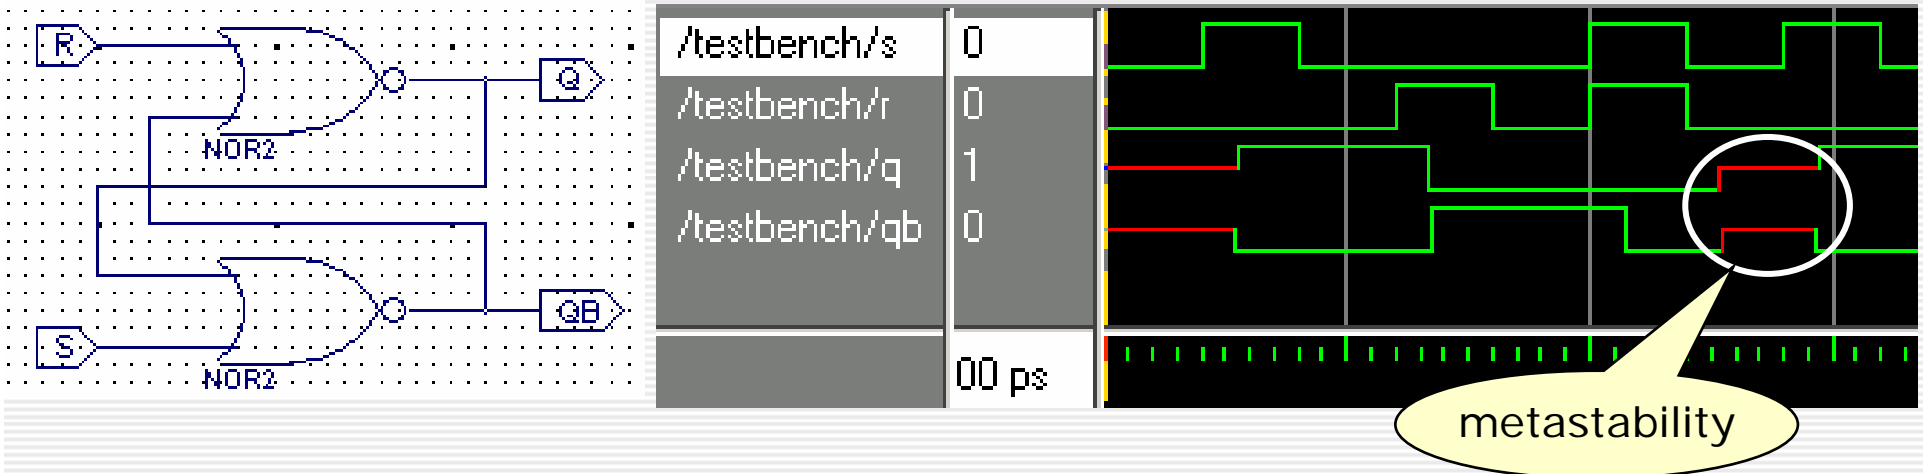 R
Q
NOR2
QB
S
NOR2
/testbench/s 0
/testbench/r 0
/testbench/q 1
/testbench/qb 0
00 ps
metastability